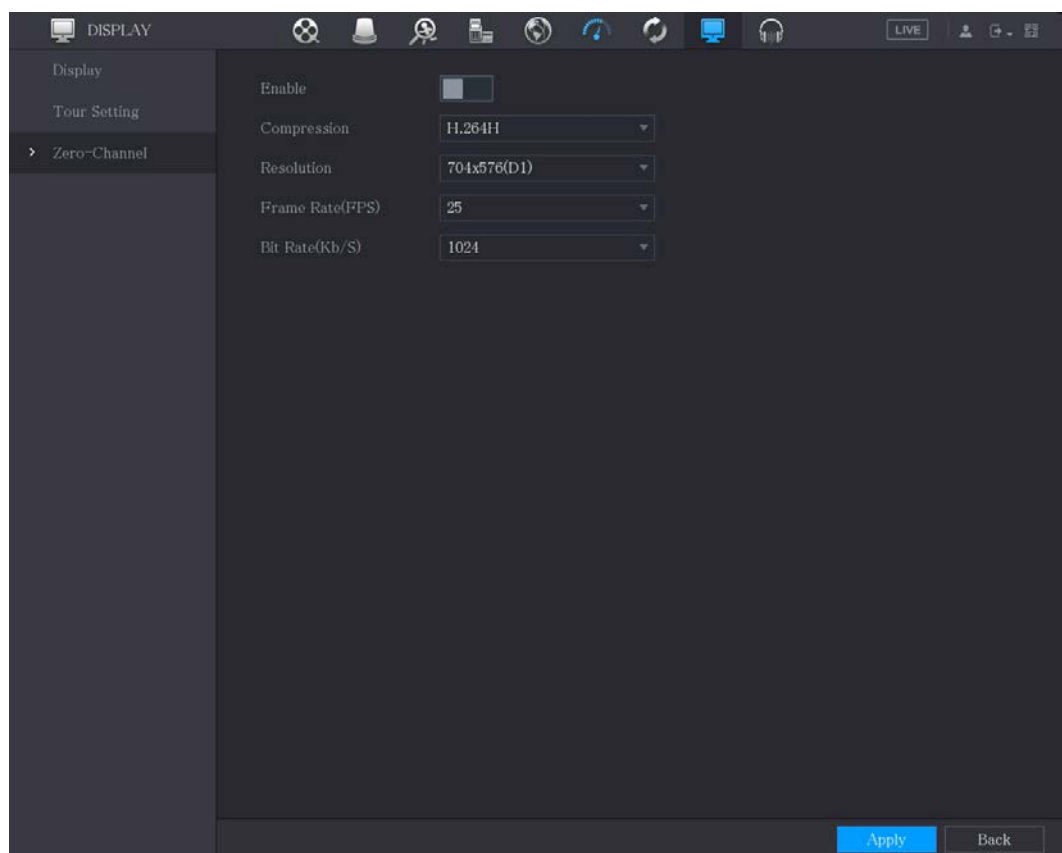 DISPLAY
LIVE
Display
Tour Setting
Zero-Channel
Enable
Compression H.264H
Resolution 704x576(D1)
Frame Rate(FPS) 25
Bit Rate(Kb/S) 1024
Apply Back